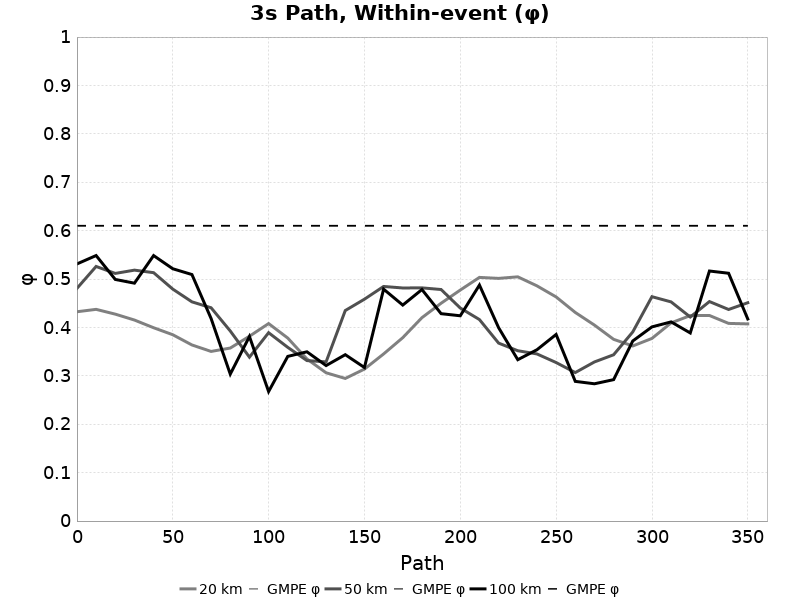 3s Path, Within-event (φ)
1
0.9
0.8
0.7
0.6
0.5
0.4
0.3
0.2
0.1
0
φ
0 50 100 150 200 250 300 350
Path
20 km GMPE φ 50 km GMPE φ 100 km GMPE φ